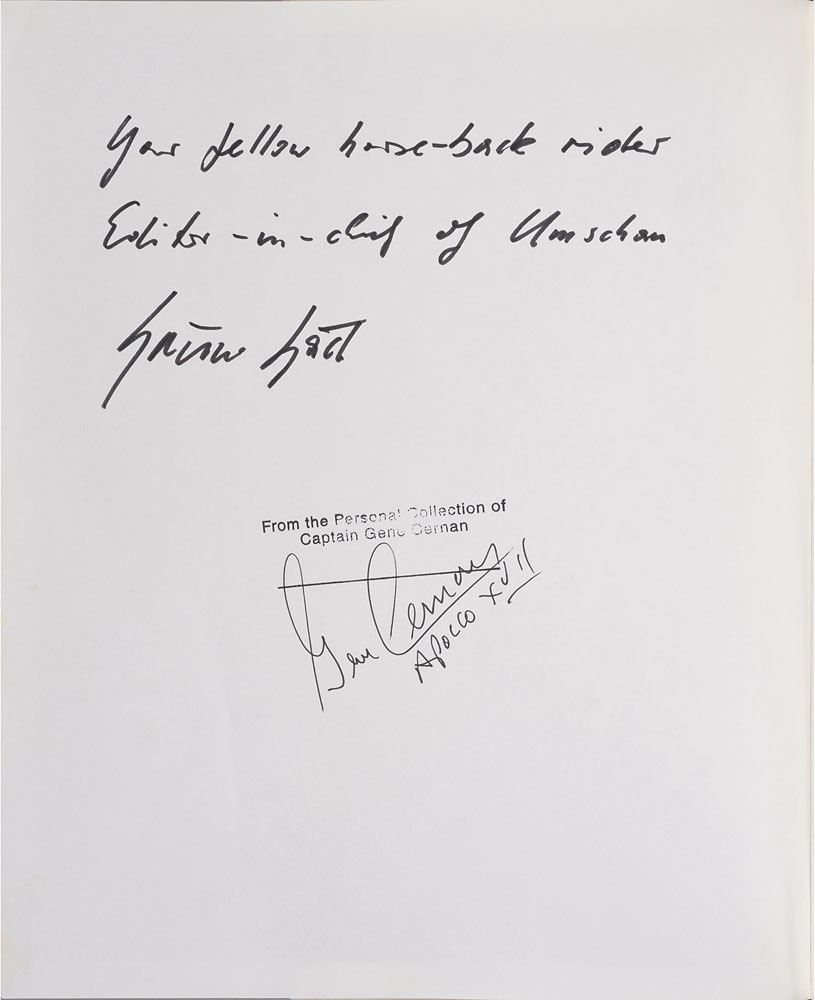 Your fellow horse-back rider
Editor-in-chief of Umschau
From the Personal Collection of
Captain Gene Cernan
Gene Cernan
APOLLO XVII